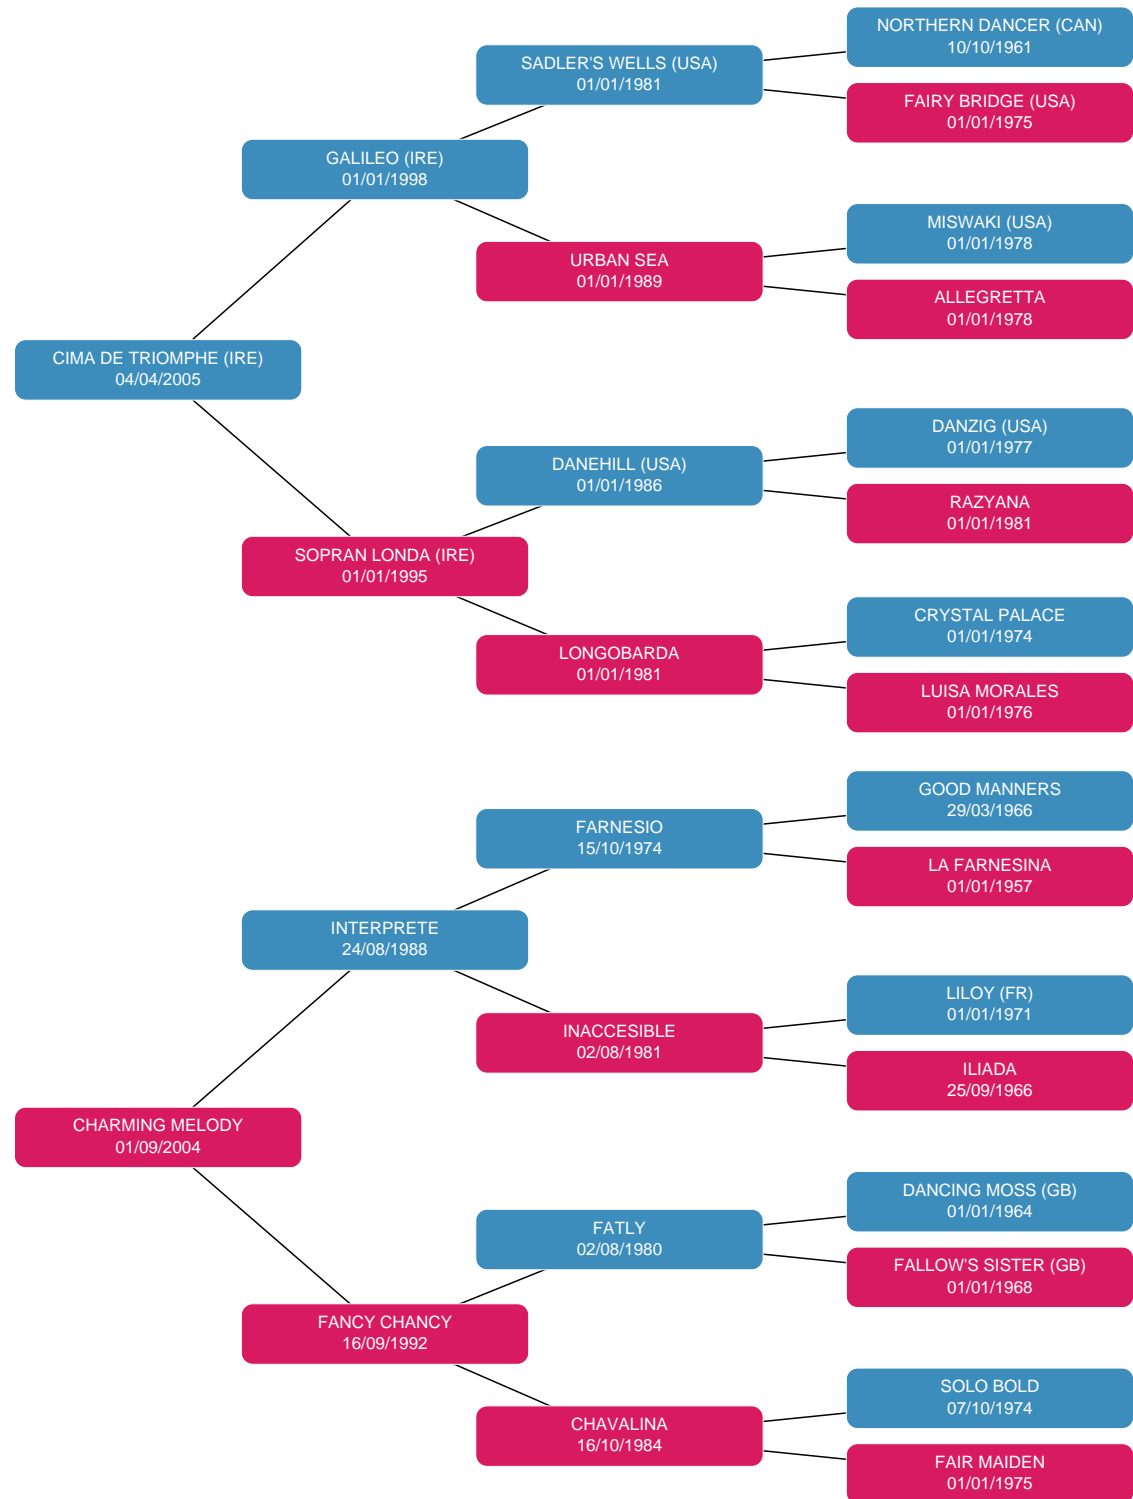 NORTHERN DANCER (CAN)
10/10/1961
SADLER'S WELLS (USA)
01/01/1981
FAIRY BRIDGE (USA)
01/01/1975
GALILEO (IRE)
01/01/1998
MISWAKI (USA)
01/01/1978
URBAN SEA
01/01/1989
ALLEGRETTA
01/01/1978
CIMA DE TRIOMPHE (IRE)
04/04/2005
DANZIG (USA)
01/01/1977
DANEHILL (USA)
01/01/1986
RAZYANA
01/01/1981
SOPRAN LONDA (IRE)
01/01/1995
CRYSTAL PALACE
01/01/1974
LONGOBARDA
01/01/1981
LUISA MORALES
01/01/1976
GOOD MANNERS
29/03/1966
FARNESIO
15/10/1974
LA FARNESINA
01/01/1957
INTERPRETE
24/08/1988
LILOY (FR)
01/01/1971
INACCESIBLE
02/08/1981
ILIADA
25/09/1966
CHARMING MELODY
01/09/2004
DANCING MOSS (GB)
01/01/1964
FATLY
02/08/1980
FALLOW'S SISTER (GB)
01/01/1968
FANCY CHANCY
16/09/1992
SOLO BOLD
07/10/1974
CHAVALINA
16/10/1984
FAIR MAIDEN
01/01/1975